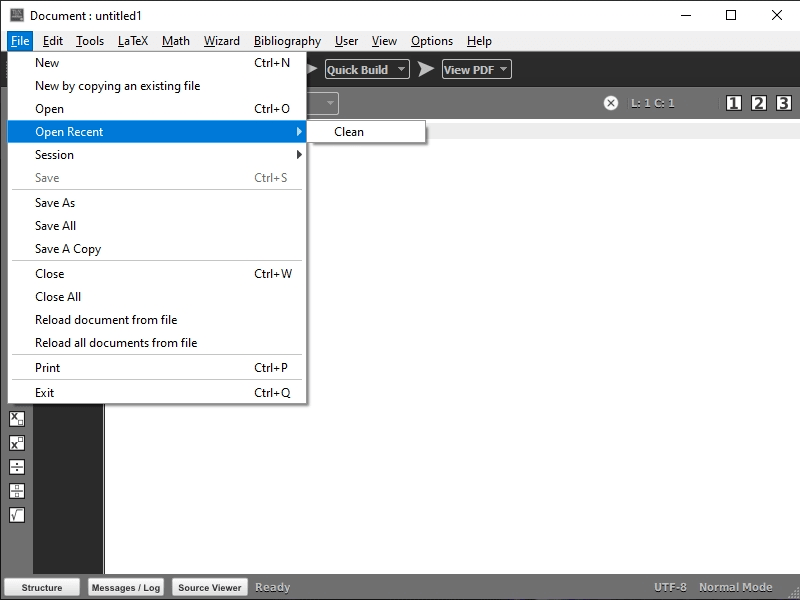 Document : untitled1
File Edit Tools LaTeX Math Wizard Bibliography User View Options Help
New Ctrl+N
New by copying an existing file
Open Ctrl+O
Open Recent
Session
Save Ctrl+S
Save As
Save All
Save A Copy
Close Ctrl+W
Close All
Reload document from file
Reload all documents from file
Print Ctrl+P
Exit Ctrl+Q
Clean
Quick Build View PDF
L: 1 C: 1 1 2 3
Structure Messages / Log Source Viewer Ready UTF-8 Normal Mode